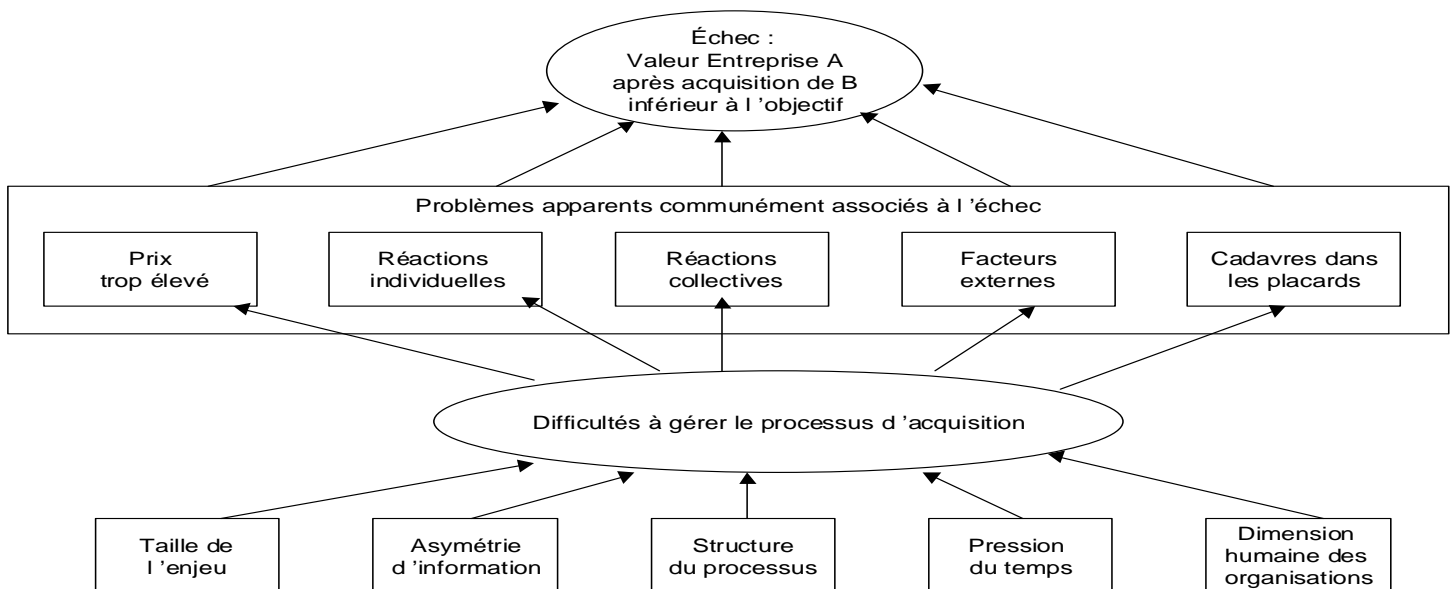 Échec :
Valeur Entreprise A
après acquisition de B
inférieur à l 'objectif
Problèmes apparents communément associés à l 'échec
Prix
trop élevé
Réactions
individuelles
Réactions
collectives
Facteurs
externes
Cadavres dans
les placards
Difficultés à gérer le processus d 'acquisition
Taille de
l 'enjeu
Asymétrie
d 'information
Structure
du processus
Pression
du temps
Dimension
humaine des
organisations